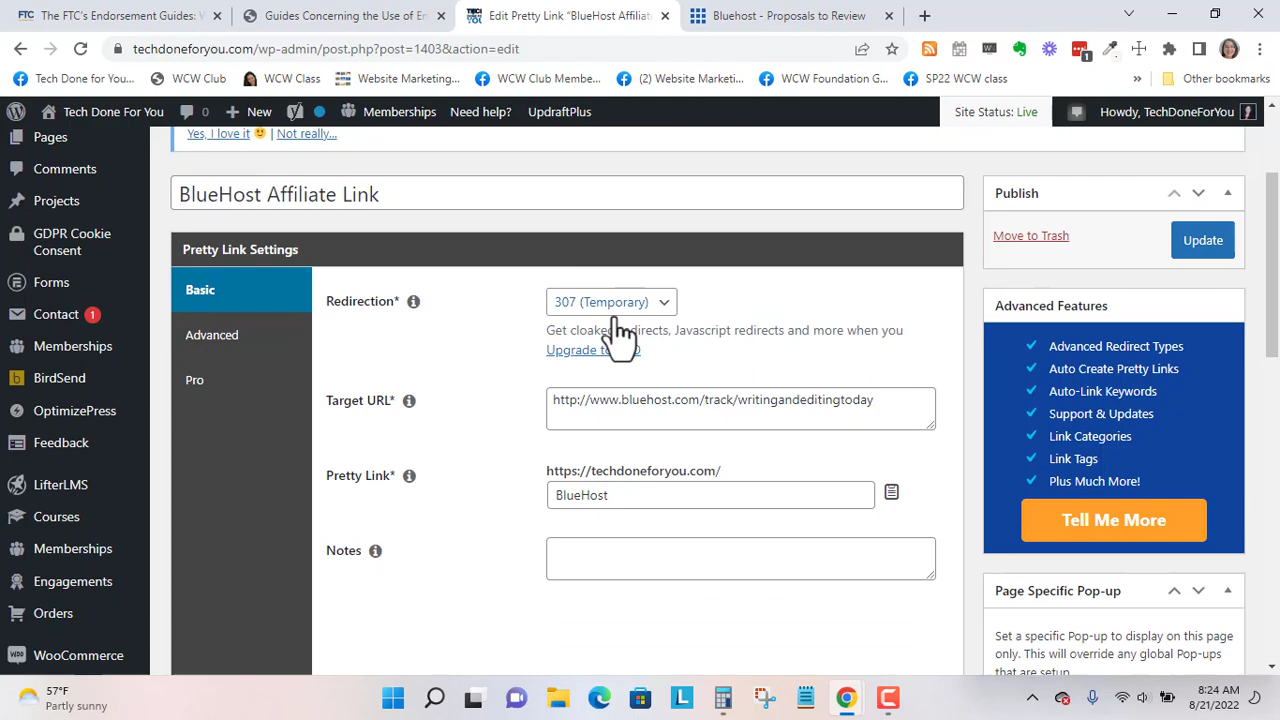 The FTC's Endorsement Guides: W
Guides Concerning the Use of E
Edit Pretty Link "BlueHost Affiliat
Bluehost - Proposals to Review
techdoneforyou.com/wp-admin/post.php?post=1403&action=edit
1
Tech Done for You...
WCW Club
WCW Class
Website Marketing...
WCW Club Membe...
(2) Website Marketi...
WCW Foundation G...
SP22 WCW class
»
Other bookmarks
Tech Done For You
0
New
Memberships
Need help?
UpdraftPlus
Site Status: Live
Howdy, TechDoneForYou
Pages
Comments
Projects
GDPR Cookie
Consent
Forms
Contact 1
Memberships
BirdSend
OptimizePress
Feedback
LifterLMS
Courses
Memberships
Engagements
Orders
WooCommerce
Yes, I love it | Not really...
BlueHost Affiliate Link
Pretty Link Settings
Basic
Advanced
Pro
Redirection*
307 (Temporary)
Get cloaked redirects, Javascript redirects and more when you
Upgrade to
Target URL*
http://www.bluehost.com/track/writingandeditingtoday
Pretty Link*
https://techdoneforyou.com/
BlueHost
Notes
Publish
Move to Trash
Update
Advanced Features
Advanced Redirect Types
Auto Create Pretty Links
Auto-Link Keywords
Support & Updates
Link Categories
Link Tags
Plus Much More!
Tell Me More
Page Specific Pop-up
Set a specific Pop-up to display on this page
only. This will override any global Pop-ups
that are setup.
57°F
Partly sunny
8:24 AM
8/21/2022